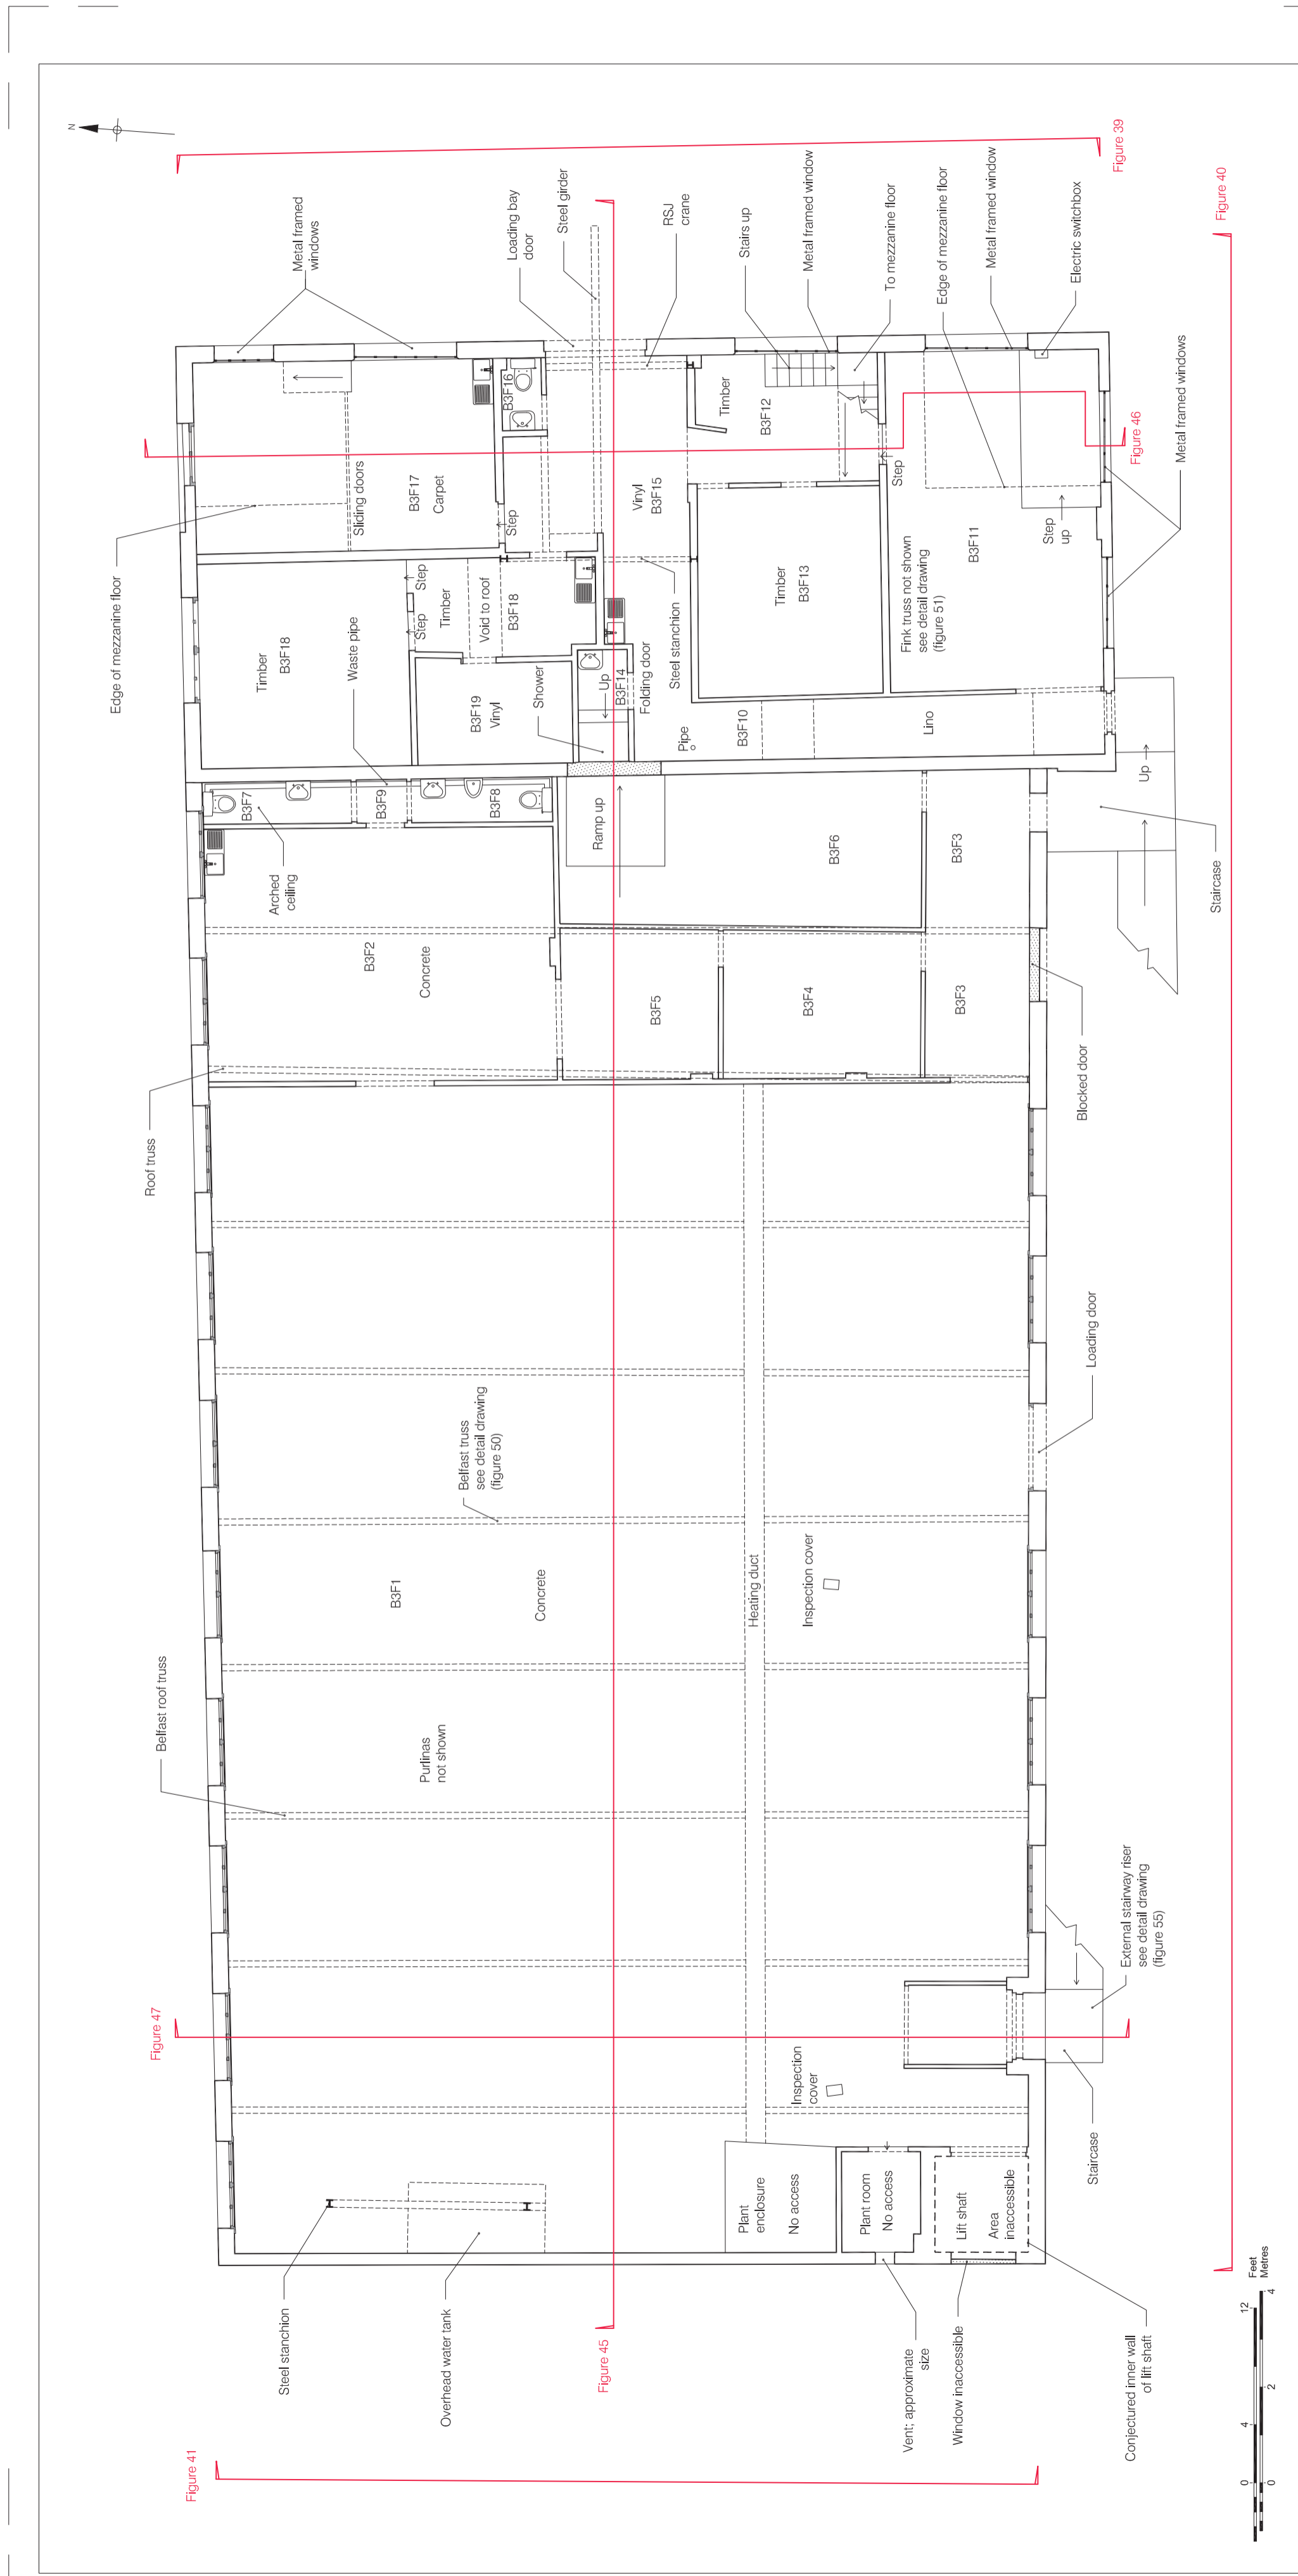 N
Figure 39
Figure 40
Metal framed
windows
Loading bay
door
Steel girder
RSJ
crane
Stairs up
Metal framed window
To mezzanine floor
Edge of mezzanine floor
Metal framed window
Electric switchbox
Metal framed windows
Figure 46
Edge of mezzanine floor
Sliding doors
B3F17
Carpet
B3F16
Step
Timber
B3F12
Vinyl
B3F15
Step
Step
up
B3F11
Fink truss not shown
see detail drawing
(figure 51)
Timber
B3F13
Timber
B3F18
Step
Step
Timber
Void to roof
B3F18
Waste pipe
B3F19
Vinyl
Shower
Up
B3F14
Folding door
Steel stanchion
Pipe
B3F10
Lino
Up
Staircase
B3F7
B3F9
B3F8
Arched
ceiling
Ramp up
B3F6
B3F3
B3F2
Concrete
B3F5
B3F4
B3F3
Blocked door
Roof truss
Belfast truss
see detail drawing
(figure 50)
B3F1
Concrete
Heating duct
Inspection cover
Loading door
Belfast roof truss
Purlinas
not shown
External stairway riser
see detail drawing
(figure 55)
Figure 47
Inspection
cover
Staircase
Plant
enclosure
No access
Plant room
No access
Lift shaft
Area
inaccessible
Steel stanchion
Overhead water tank
Figure 45
Vent; approximate
size
Window inaccessible
Conjectured inner wall
of lift shaft
Figure 41
0 4 12 Feet
0 2 4 Metres